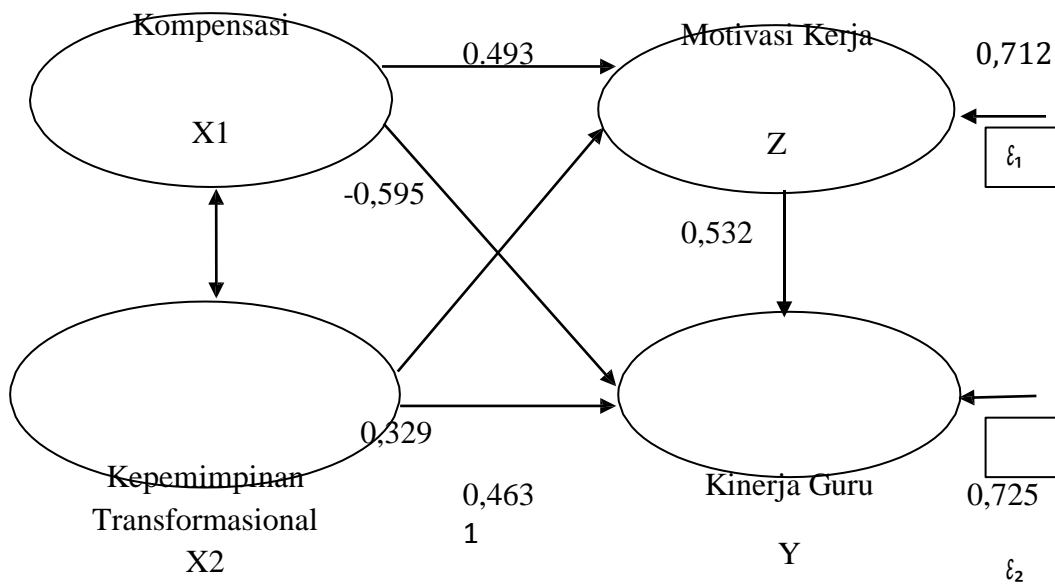 Kompensasi
X1
0.493
Motivasi Kerja
Z
0,712
ε₁
-0,595
0,532
0,329
0,463
1
Kepemimpinan
Transformasional
X2
Kinerja Guru
Y
0,725
ε₂